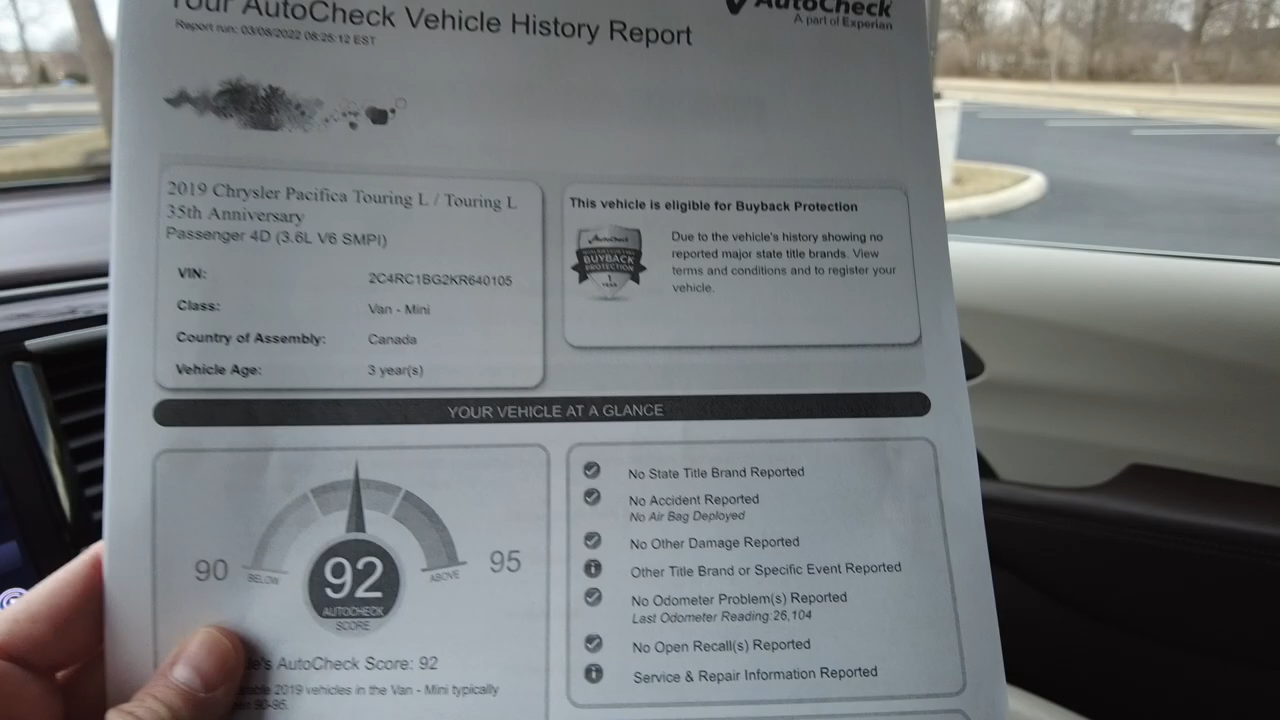 Your AutoCheck Vehicle History Report
AutoCheck
A part of Experian
Report run: 03/08/2022 08:25:12 EST
2019 Chrysler Pacifica Touring L / Touring L
35th Anniversary
Passenger 4D (3.6L V6 SMPI)
VIN: 2C4RC1BG2KR640105
Class: Van - Mini
Country of Assembly: Canada
Vehicle Age: 3 year(s)
This vehicle is eligible for Buyback Protection
AutoCheck
BUYBACK
PROTECTION
1
YEAR
Due to the vehicle's history showing no
reported major state title brands. View
terms and conditions and to register your
vehicle.
YOUR VEHICLE AT A GLANCE
90
BELOW
92
AUTOCHECK
SCORE
ABOVE
95
's AutoCheck Score: 92
2019 vehicles in the Van - Mini typically
90-95.
No State Title Brand Reported
No Accident Reported
No Air Bag Deployed
No Other Damage Reported
Other Title Brand or Specific Event Reported
No Odometer Problem(s) Reported
Last Odometer Reading:26,104
No Open Recall(s) Reported
Service & Repair Information Reported